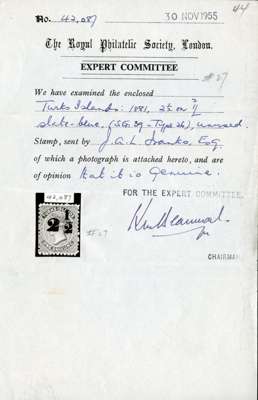 No. 42,087
30 NOV 1955
44
The Royal Philatelic Society, London.
EXPERT COMMITTEE
#27
We have examined the enclosed
Turks Islands: 1881, 2½ on
slate-blue, (S.G. 39 - Type 26), unused
Stamp, sent by J. A. L. Franks, Esq
of which a photograph is attached hereto, and are
of opinion that it is Genuine.
FOR THE EXPERT COMMITTEE
42,087
2½
#27
CHAIRMAN